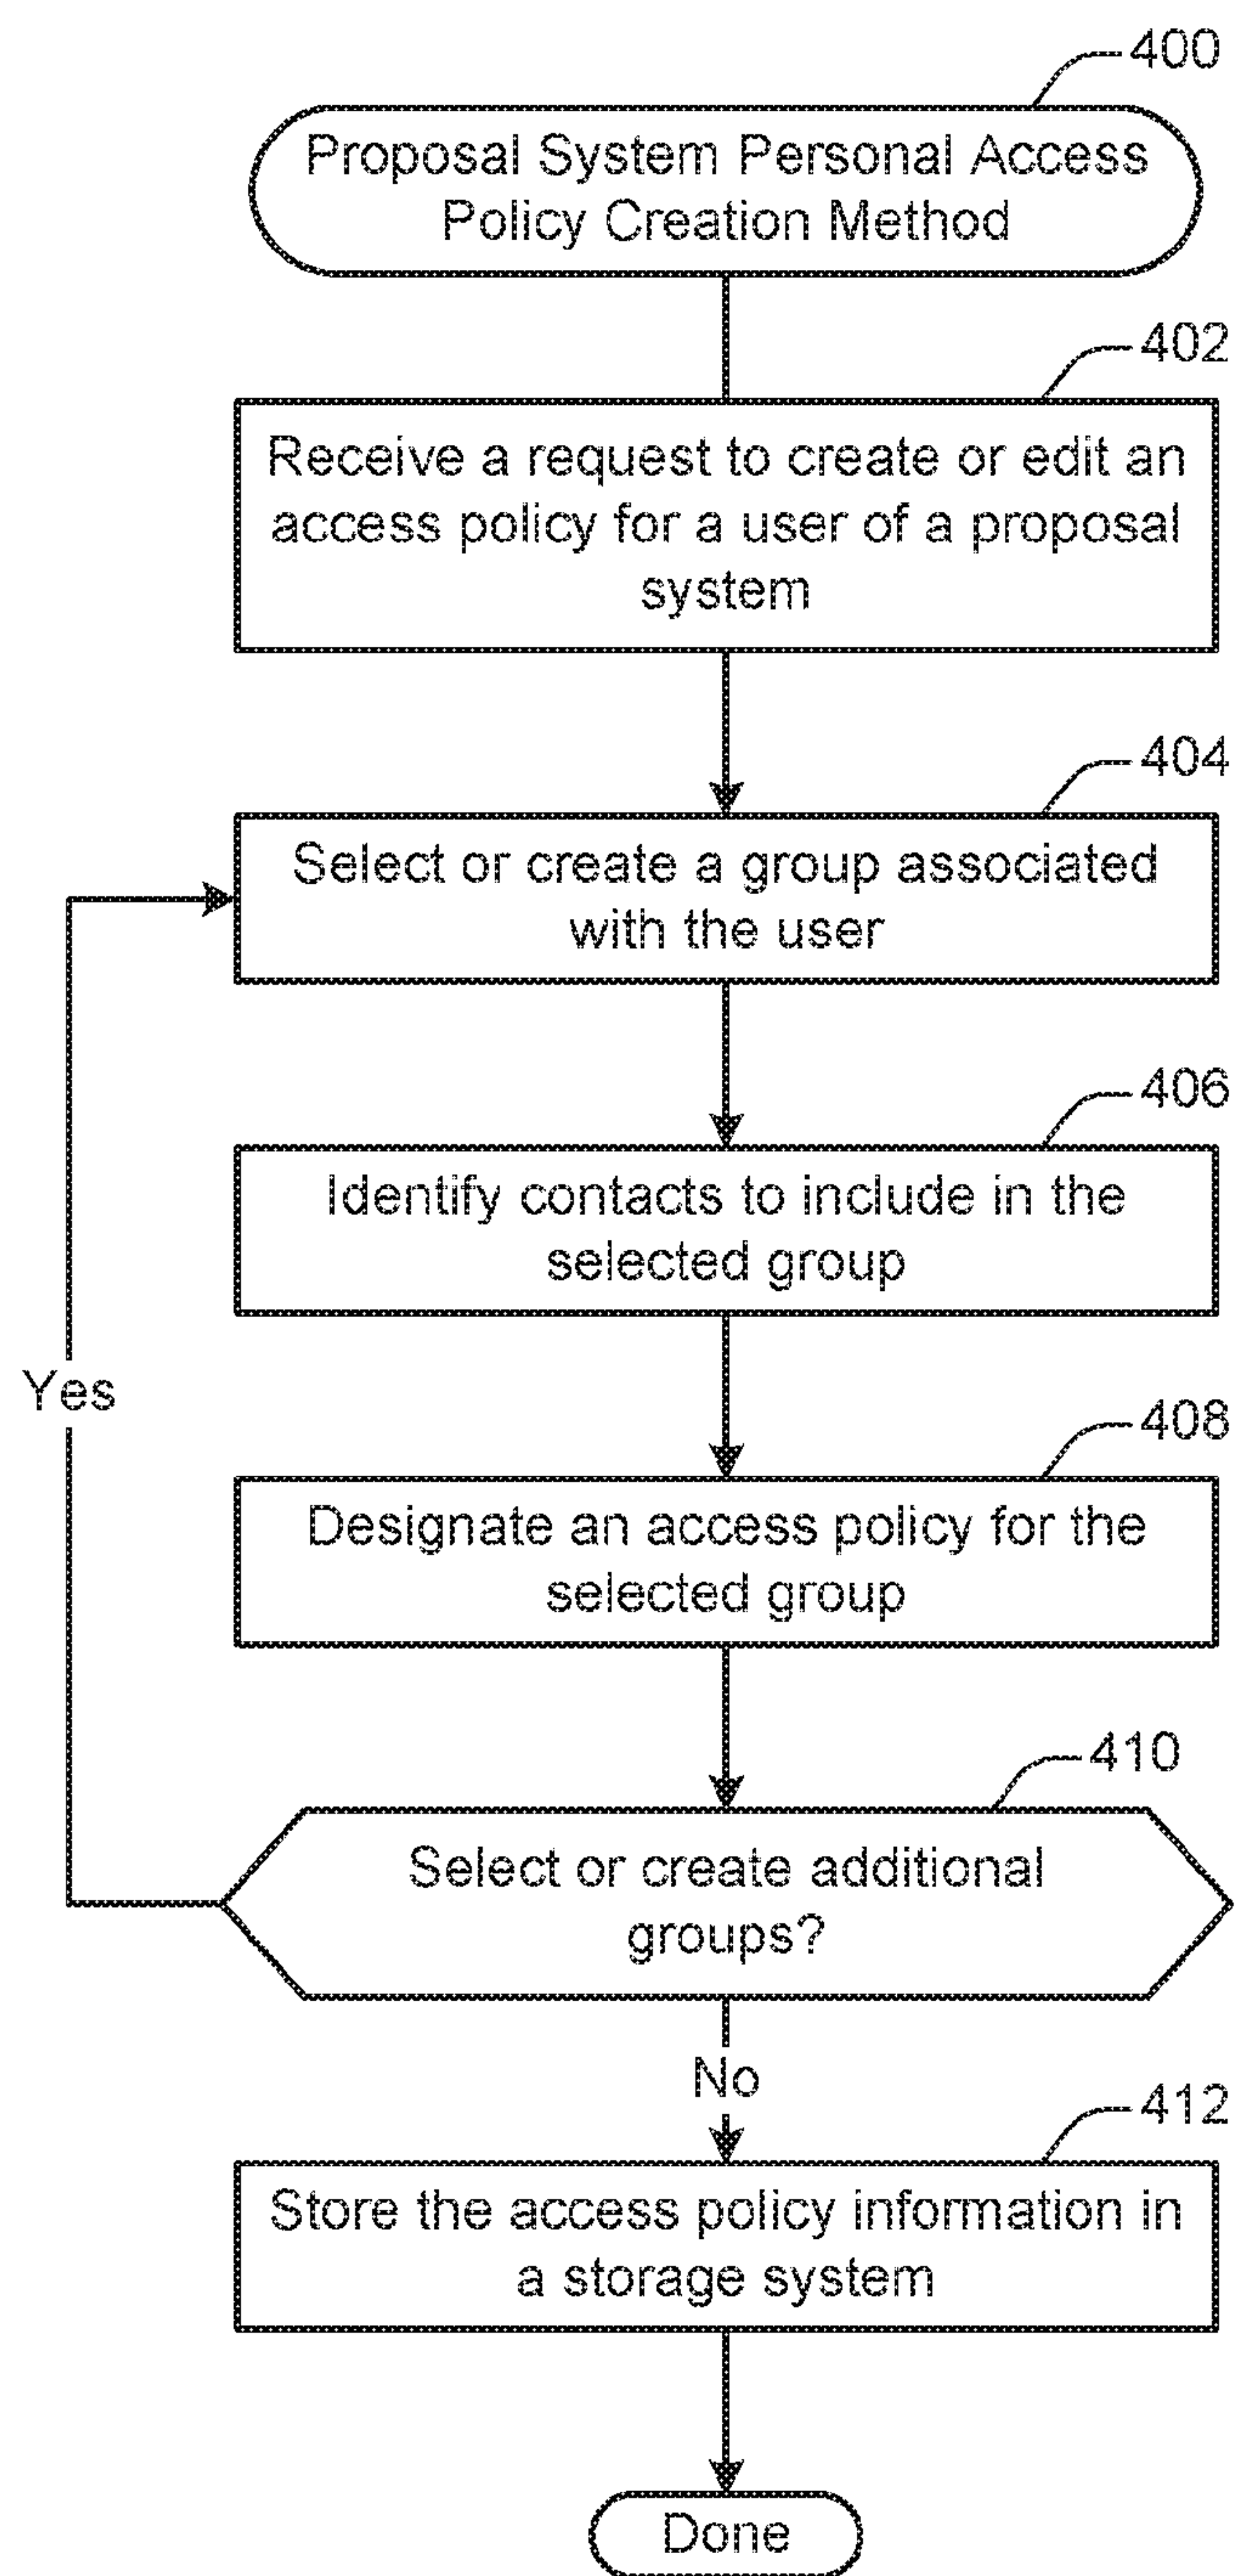 400
Proposal System Personal Access
Policy Creation Method
402
Receive a request to create or edit an
access policy for a user of a proposal
system
404
Select or create a group associated
with the user
406
Identify contacts to include in the
selected group
Yes
408
Designate an access policy for the
selected group
410
Select or create additional
groups?
No
412
Store the access policy information in
a storage system
Done